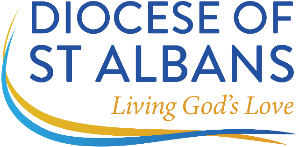 DIOCESE OF
ST ALBANS
Living God's Love